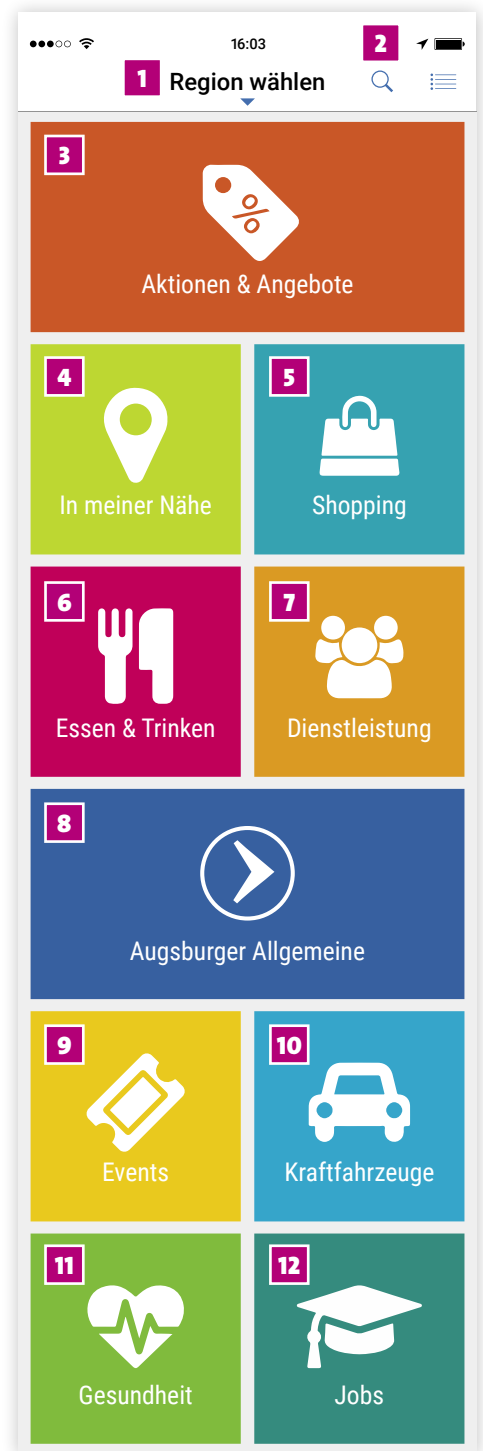 16:03
2
1 Region wählen
3
%
Aktionen & Angebote
4
In meiner Nähe
5
Shopping
6
Essen & Trinken
7
Dienstleistung
8
Augsburger Allgemeine
9
Events
10
Kraftfahrzeuge
11
Gesundheit
12
Jobs